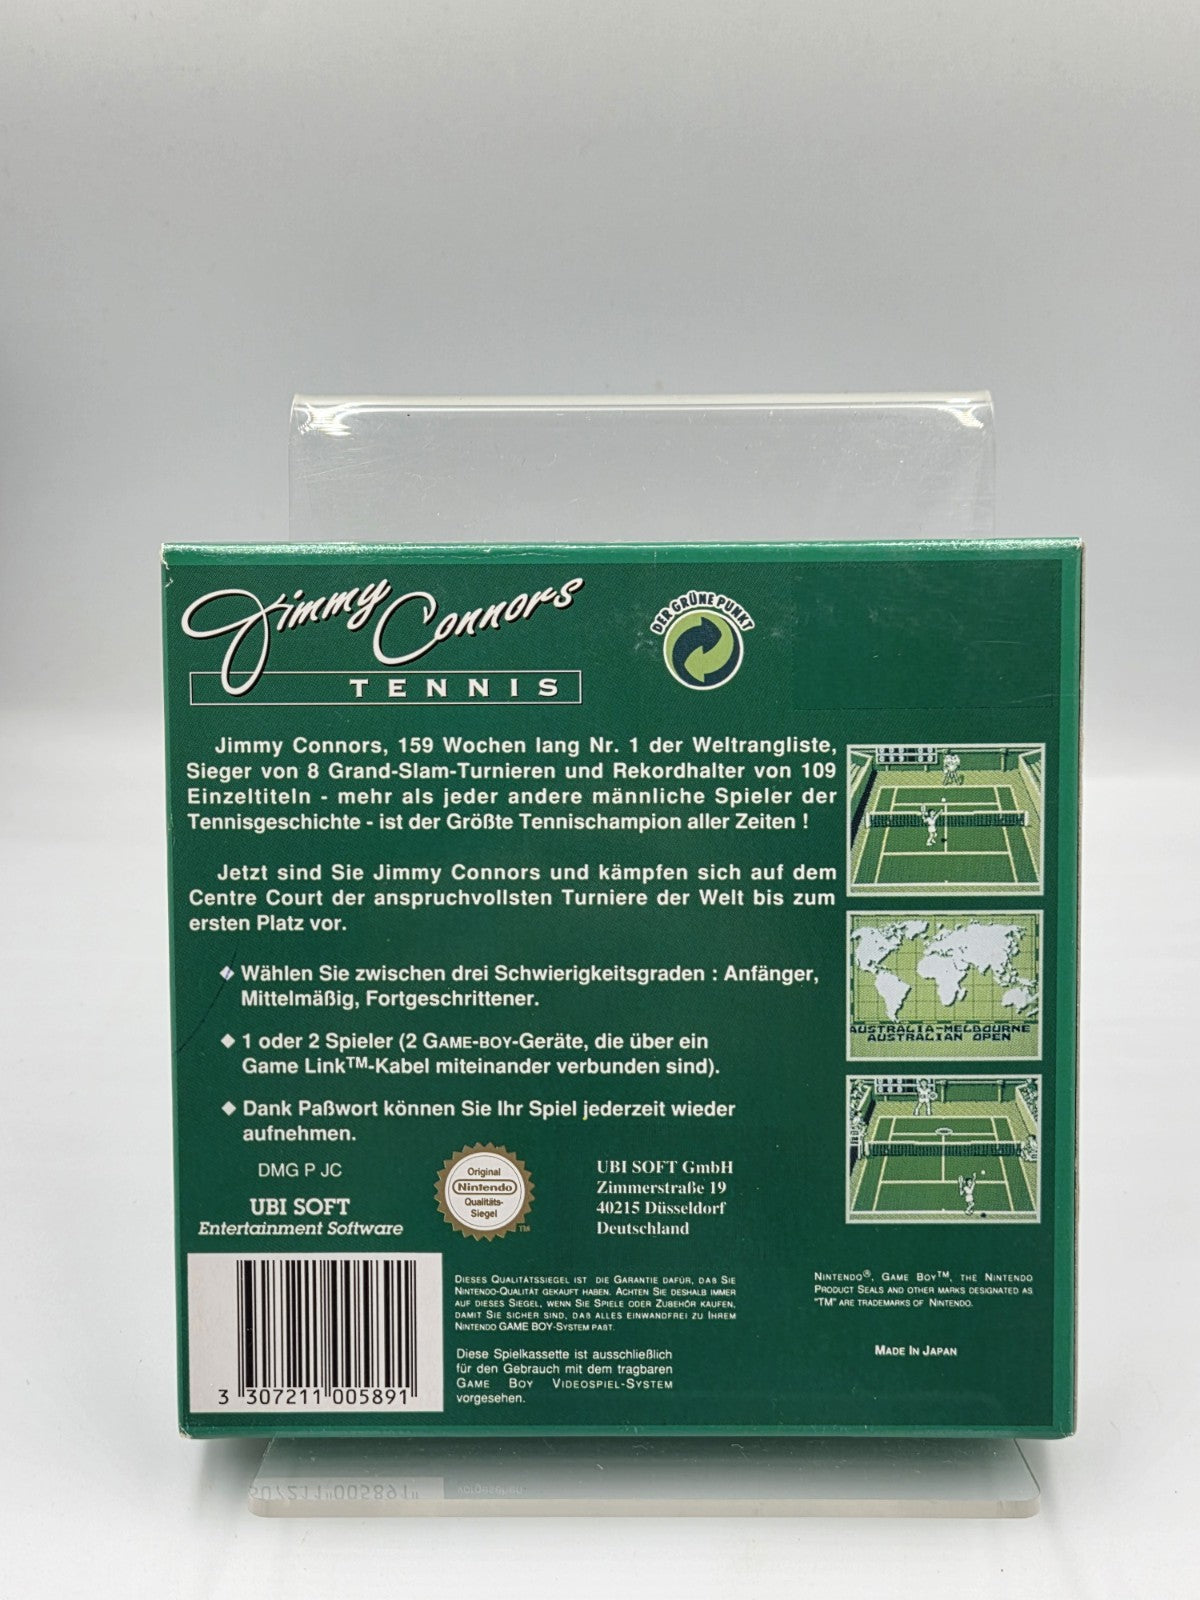 Jimmy Connors
TENNIS
DER GRÜNE PUNKT
Jimmy Connors, 159 Wochen lang Nr. 1 der Weltrangliste,
Sieger von 8 Grand-Slam-Turnieren und Rekordhalter von 109
Einzeltiteln - mehr als jeder andere männliche Spieler der
Tennisgeschichte - ist der Größte Tennischampion aller Zeiten !
Jetzt sind Sie Jimmy Connors und kämpfen sich auf dem
Centre Court der anspruchvollsten Turniere der Welt bis zum
ersten Platz vor.
◆ Wählen Sie zwischen drei Schwierigkeitsgraden : Anfänger,
Mittelmäßig, Fortgeschrittener.
◆ 1 oder 2 Spieler (2 GAME-BOY-Geräte, die über ein
Game Link™-Kabel miteinander verbunden sind).
◆ Dank Paßwort können Sie Ihr Spiel jederzeit wieder
aufnehmen.
AUSTRALIA-MELBOURNE
AUSTRALIAN OPEN
DMG P JC
UBI SOFT
Entertainment Software
Original
Nintendo
Qualitäts-
Siegel
TM
UBI SOFT GmbH
Zimmerstraße 19
40215 Düsseldorf
Deutschland
3 307211 005891
DIESES QUALITÄTSSIEGEL IST DIE GARANTIE DAFÜR, DAß SIE
NINTENDO-QUALITÄT GEKAUFT HABEN. ACHTEN SIE DESHALB IMMER
AUF DIESES SIEGEL, WENN SIE SPIELE ODER ZUBEHÖR KAUFEN,
DAMIT SIE SICHER SIND, DAß ALLES EINWANDFREI ZU IHREM
NINTENDO GAME BOY-SYSTEM PAßT.
Diese Spielkassette ist ausschließlich
für den Gebrauch mit dem tragbaren
GAME BOY VIDEOSPIEL-SYSTEM
vorgesehen.
NINTENDO®, GAME BOY™, THE NINTENDO
PRODUCT SEALS AND OTHER MARKS DESIGNATED AS
"TM" ARE TRADEMARKS OF NINTENDO.
MADE IN JAPAN